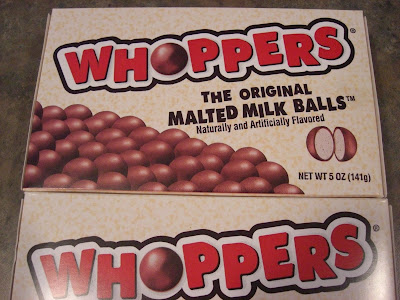 WHOPPERS®
THE ORIGINAL
MALTED MILK BALLS™
Naturally and Artificially Flavored
NET WT 5 OZ (141g)
WHOPPERS®